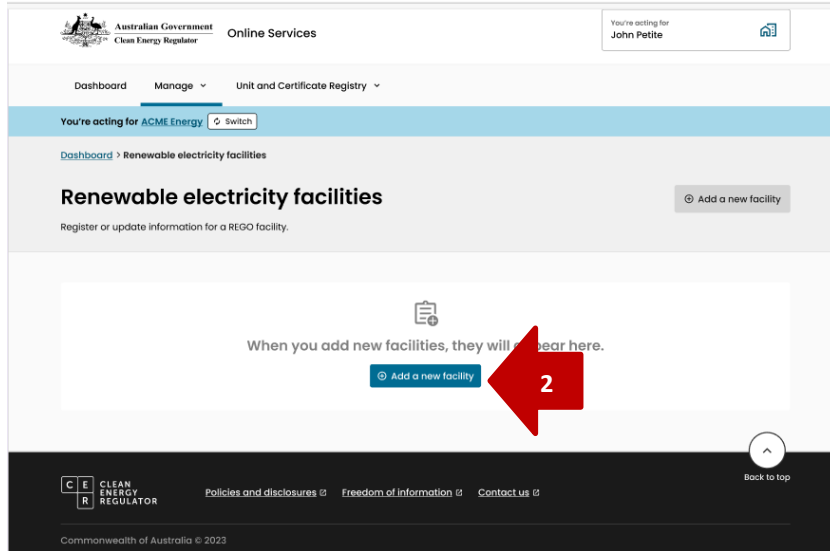 Australian Government
Clean Energy Regulator
Online Services
You're acting for
John Petite
Dashboard Manage Unit and Certificate Registry
You're acting for ACME Energy Switch
Dashboard > Renewable electricity facilities
Renewable electricity facilities
Add a new facility
Register or update information for a REGO facility.
When you add new facilities, they will pear here.
Add a new facility
2
Back to top
C E R CLEAN
ENERGY
REGULATOR
Policies and disclosures Freedom of information Contact us
Commonwealth of Australia © 2023